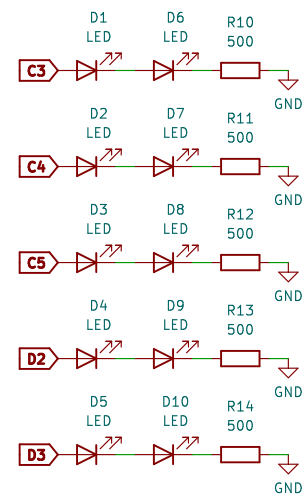 D1 D6
LED LED R10
500
C3
GND
D2 D7
LED LED R11
500
C4
GND
D3 D8
LED LED R12
500
C5
GND
D4 D9
LED LED R13
500
D2
GND
D5 D10
LED LED R14
500
D3
GND